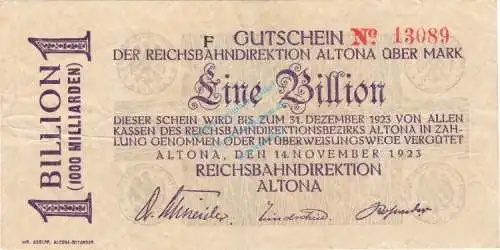 1 BILLION 1
(1000 MILLIARDEN)
F GUTSCHEIN No 13089
DER REICHSBAHNDIREKTION ALTONA ÜBER MARK
Eine Billion
DIESER SCHEIN WIRD BIS ZUM 31. DEZEMBER 1923 VON ALLEN
KASSEN DES REICHSBAHNDIREKTIONSBEZIRKS ALTONA IN ZAH-
LUNG GENOMMEN ODER IM ÜBERWEISUNGSWEGE VERGÜTET
ALTONA, DEN 14. NOVEMBER 1923
REICHSBAHNDIREKTION
ALTONA